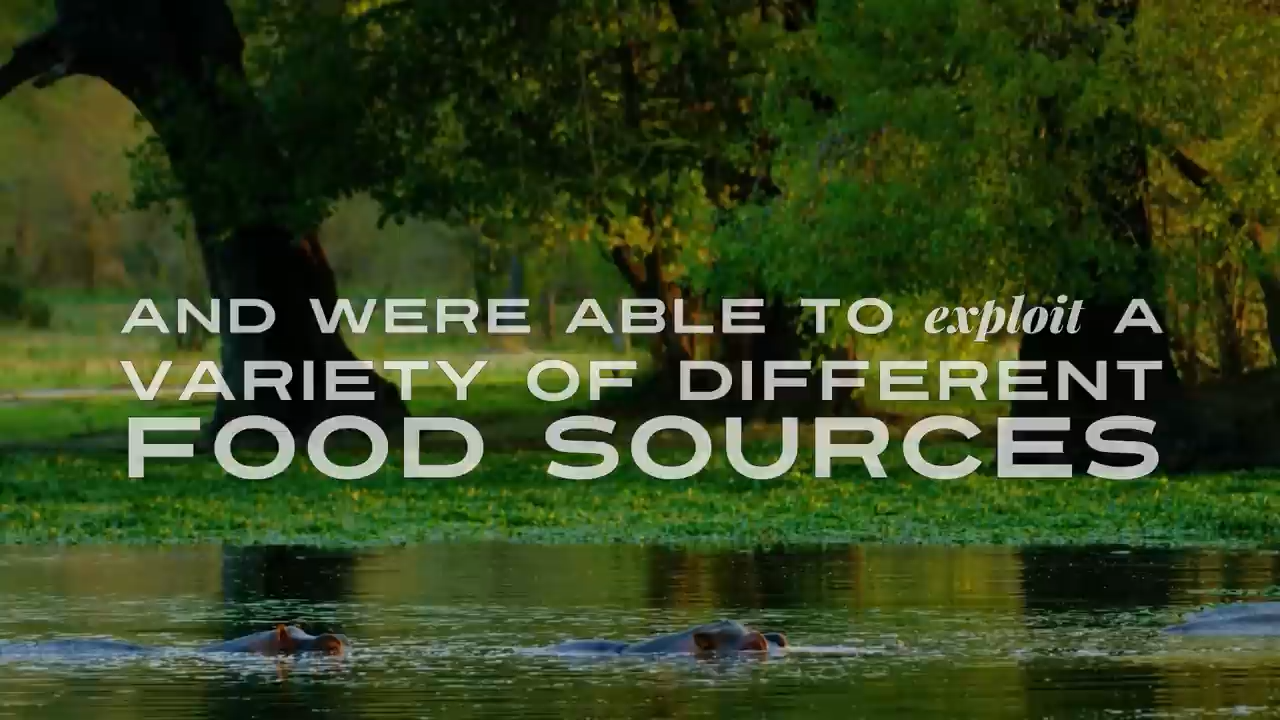 AND WERE ABLE TO exploit A
VARIETY OF DIFFERENT
FOOD SOURCES